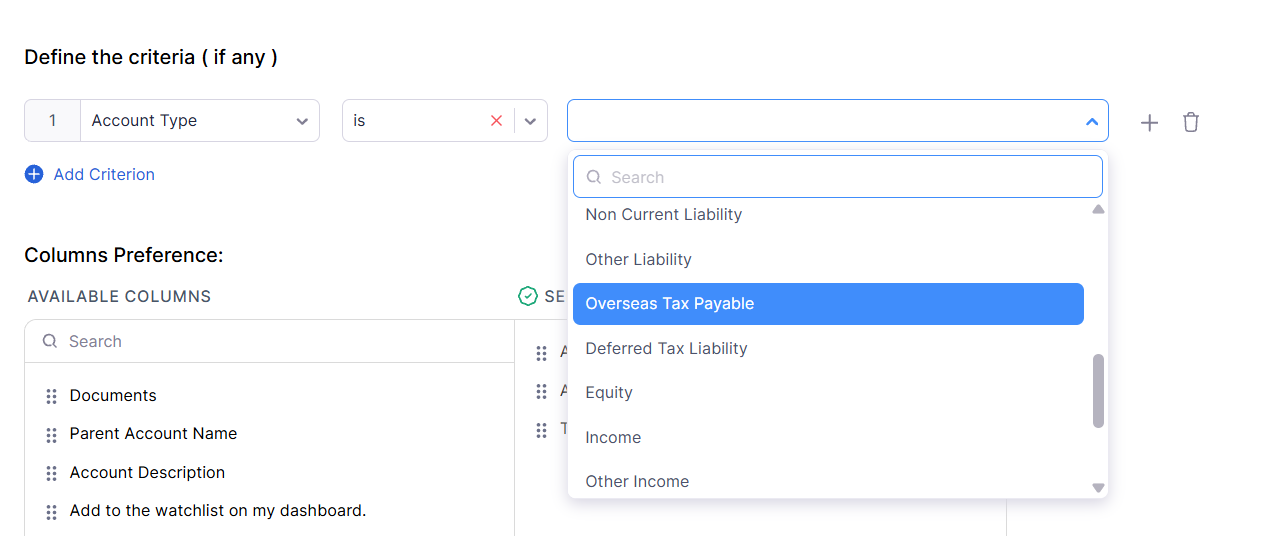 Define the criteria ( if any )
1 Account Type is
Search
Add Criterion
Non Current Liability
Other Liability
Overseas Tax Payable
Deferred Tax Liability
Equity
Income
Other Income
Columns Preference:
AVAILABLE COLUMNS
Search
Documents
Parent Account Name
Account Description
Add to the watchlist on my dashboard.